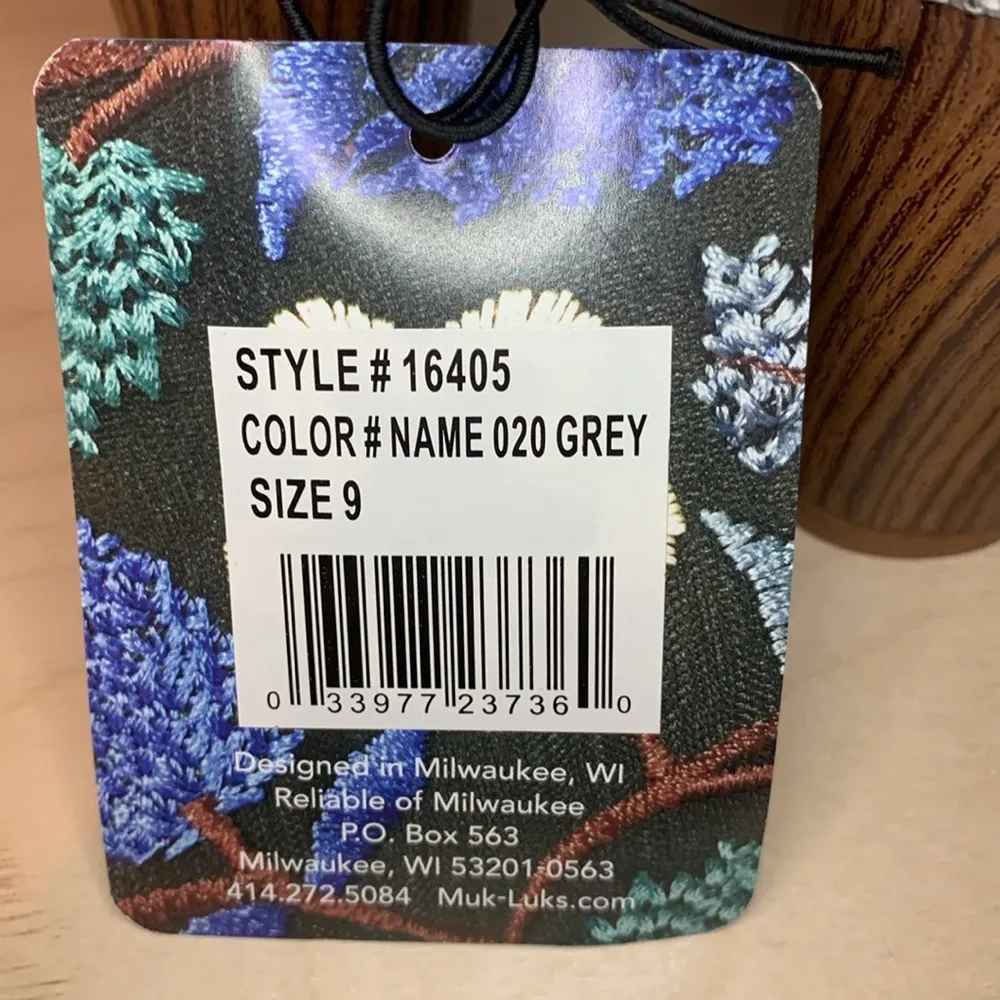 STYLE # 16405
COLOR # NAME 020 GREY
SIZE 9
0 33977 23736 0
Designed in Milwaukee, WI
Reliable of Milwaukee
P.O. Box 563
Milwaukee, WI 53201-0563
414.272.5084 Muk-Luks.com